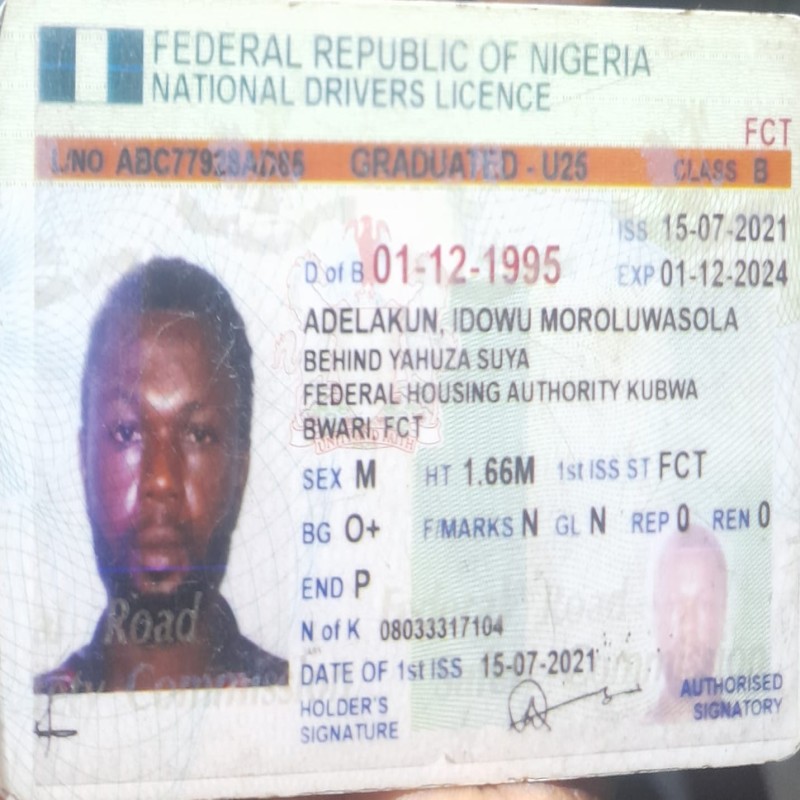 FEDERAL REPUBLIC OF NIGERIA
NATIONAL DRIVERS LICENCE
FCT
L/NO GRADUATED - U25 CLASS B
ISS 15-07-2021
D of B 01-12-1995 EXP 01-12-2024
ADELAKUN, IDOWU MOROLUWASOLA
BEHIND YAHUZA SUYA
FEDERAL HOUSING AUTHORITY KUBWA
BWARI, FCT
SEX M HT 1.66M 1st ISS ST FCT
BG O+ F/MARKS N GL N REP 0 REN 0
END P
Road
N of K 08033317104
DATE OF 1st ISS 15-07-2021
Commission
HOLDER'S
SIGNATURE
AUTHORISED
SIGNATORY